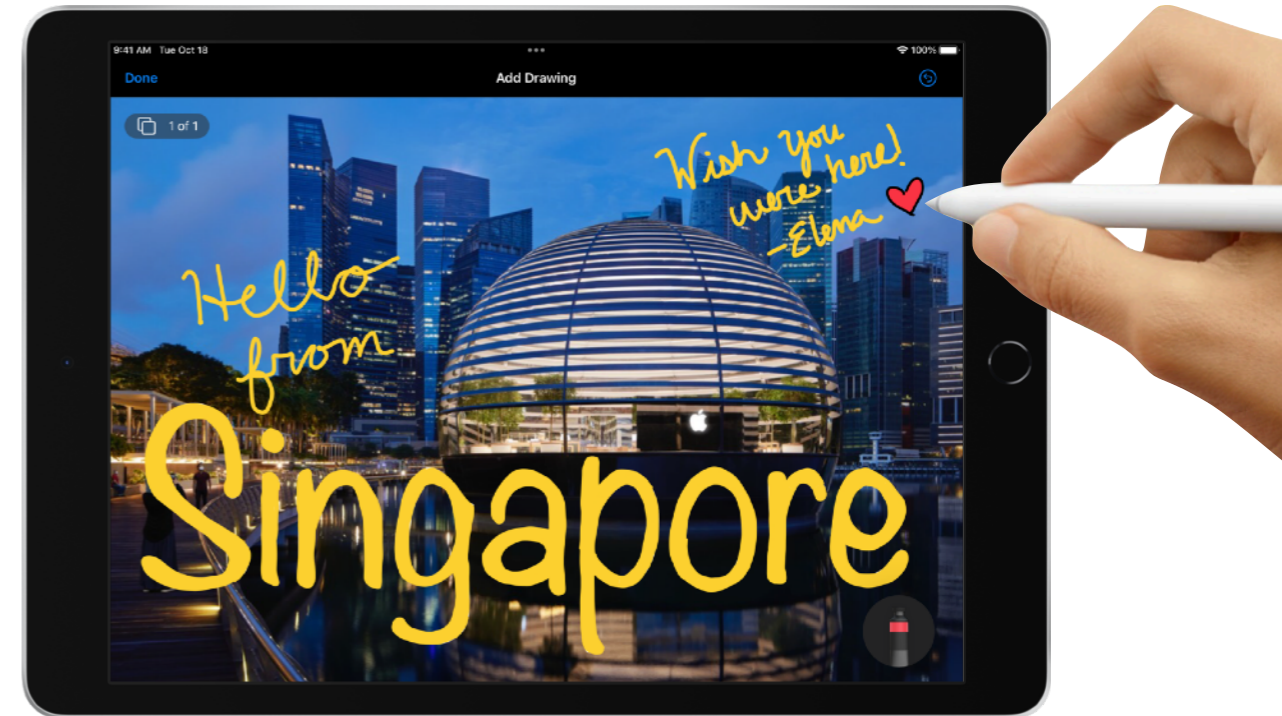 9:41 AM Tue Oct 18
100%
Done
Add Drawing
1 of 1
Wish you
were here!
-Elena
Hello
from
Singapore